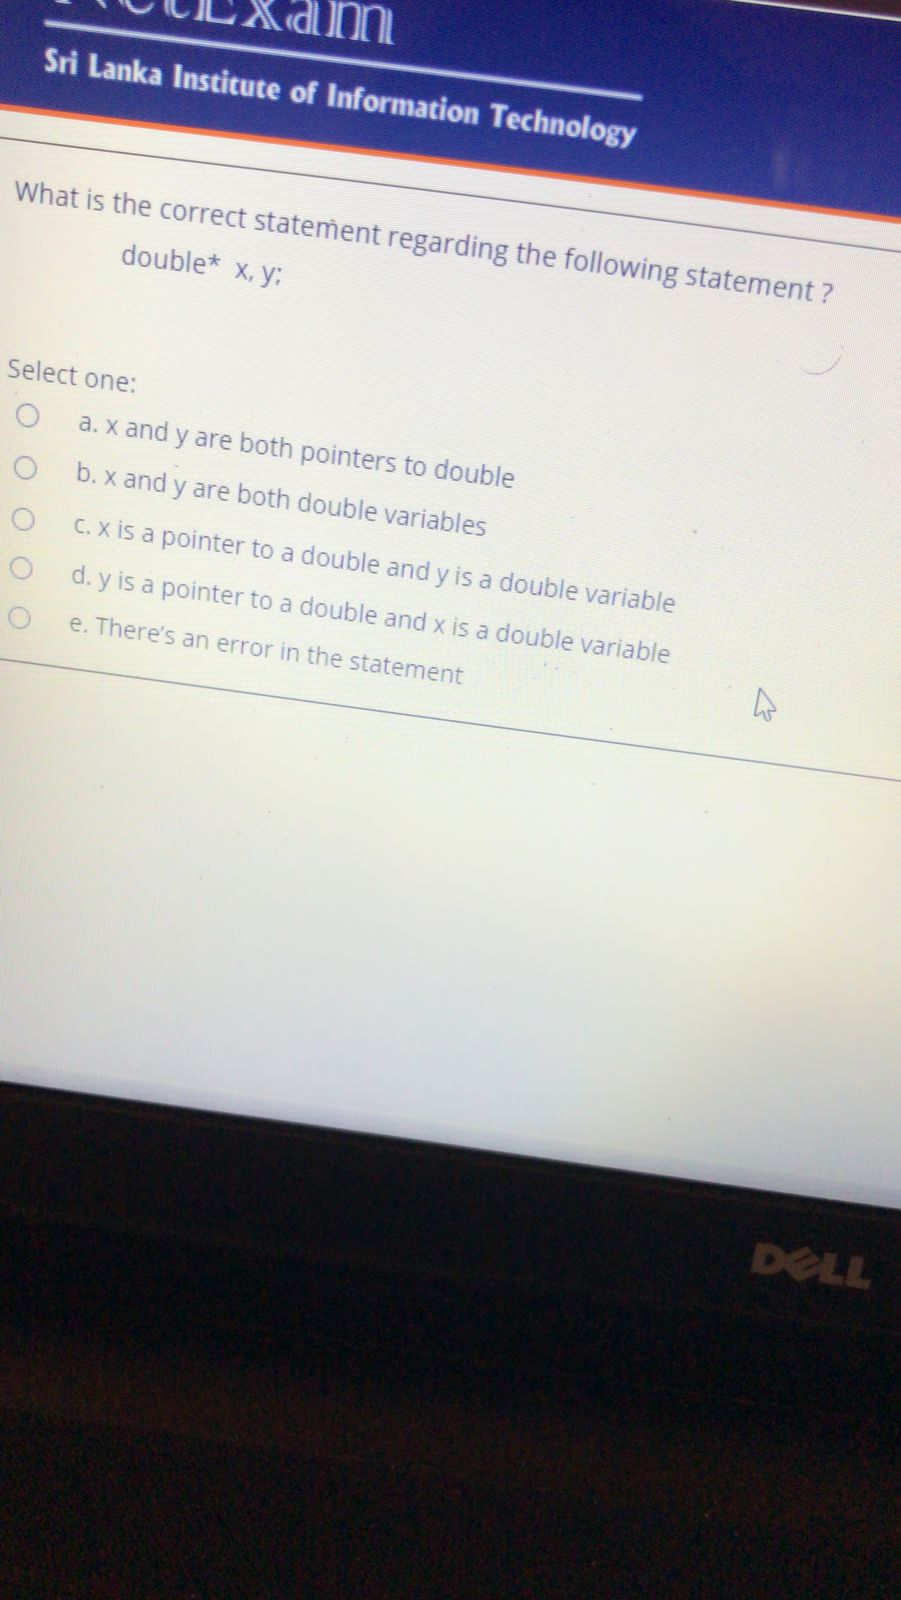 NetExam
Sri Lanka Institute of Information Technology
What is the correct statement regarding the following statement ?
double* x, y;
Select one:
a. x and y are both pointers to double
b. x and y are both double variables
c. x is a pointer to a double and y is a double variable
d. y is a pointer to a double and x is a double variable
e. There's an error in the statement
DELL